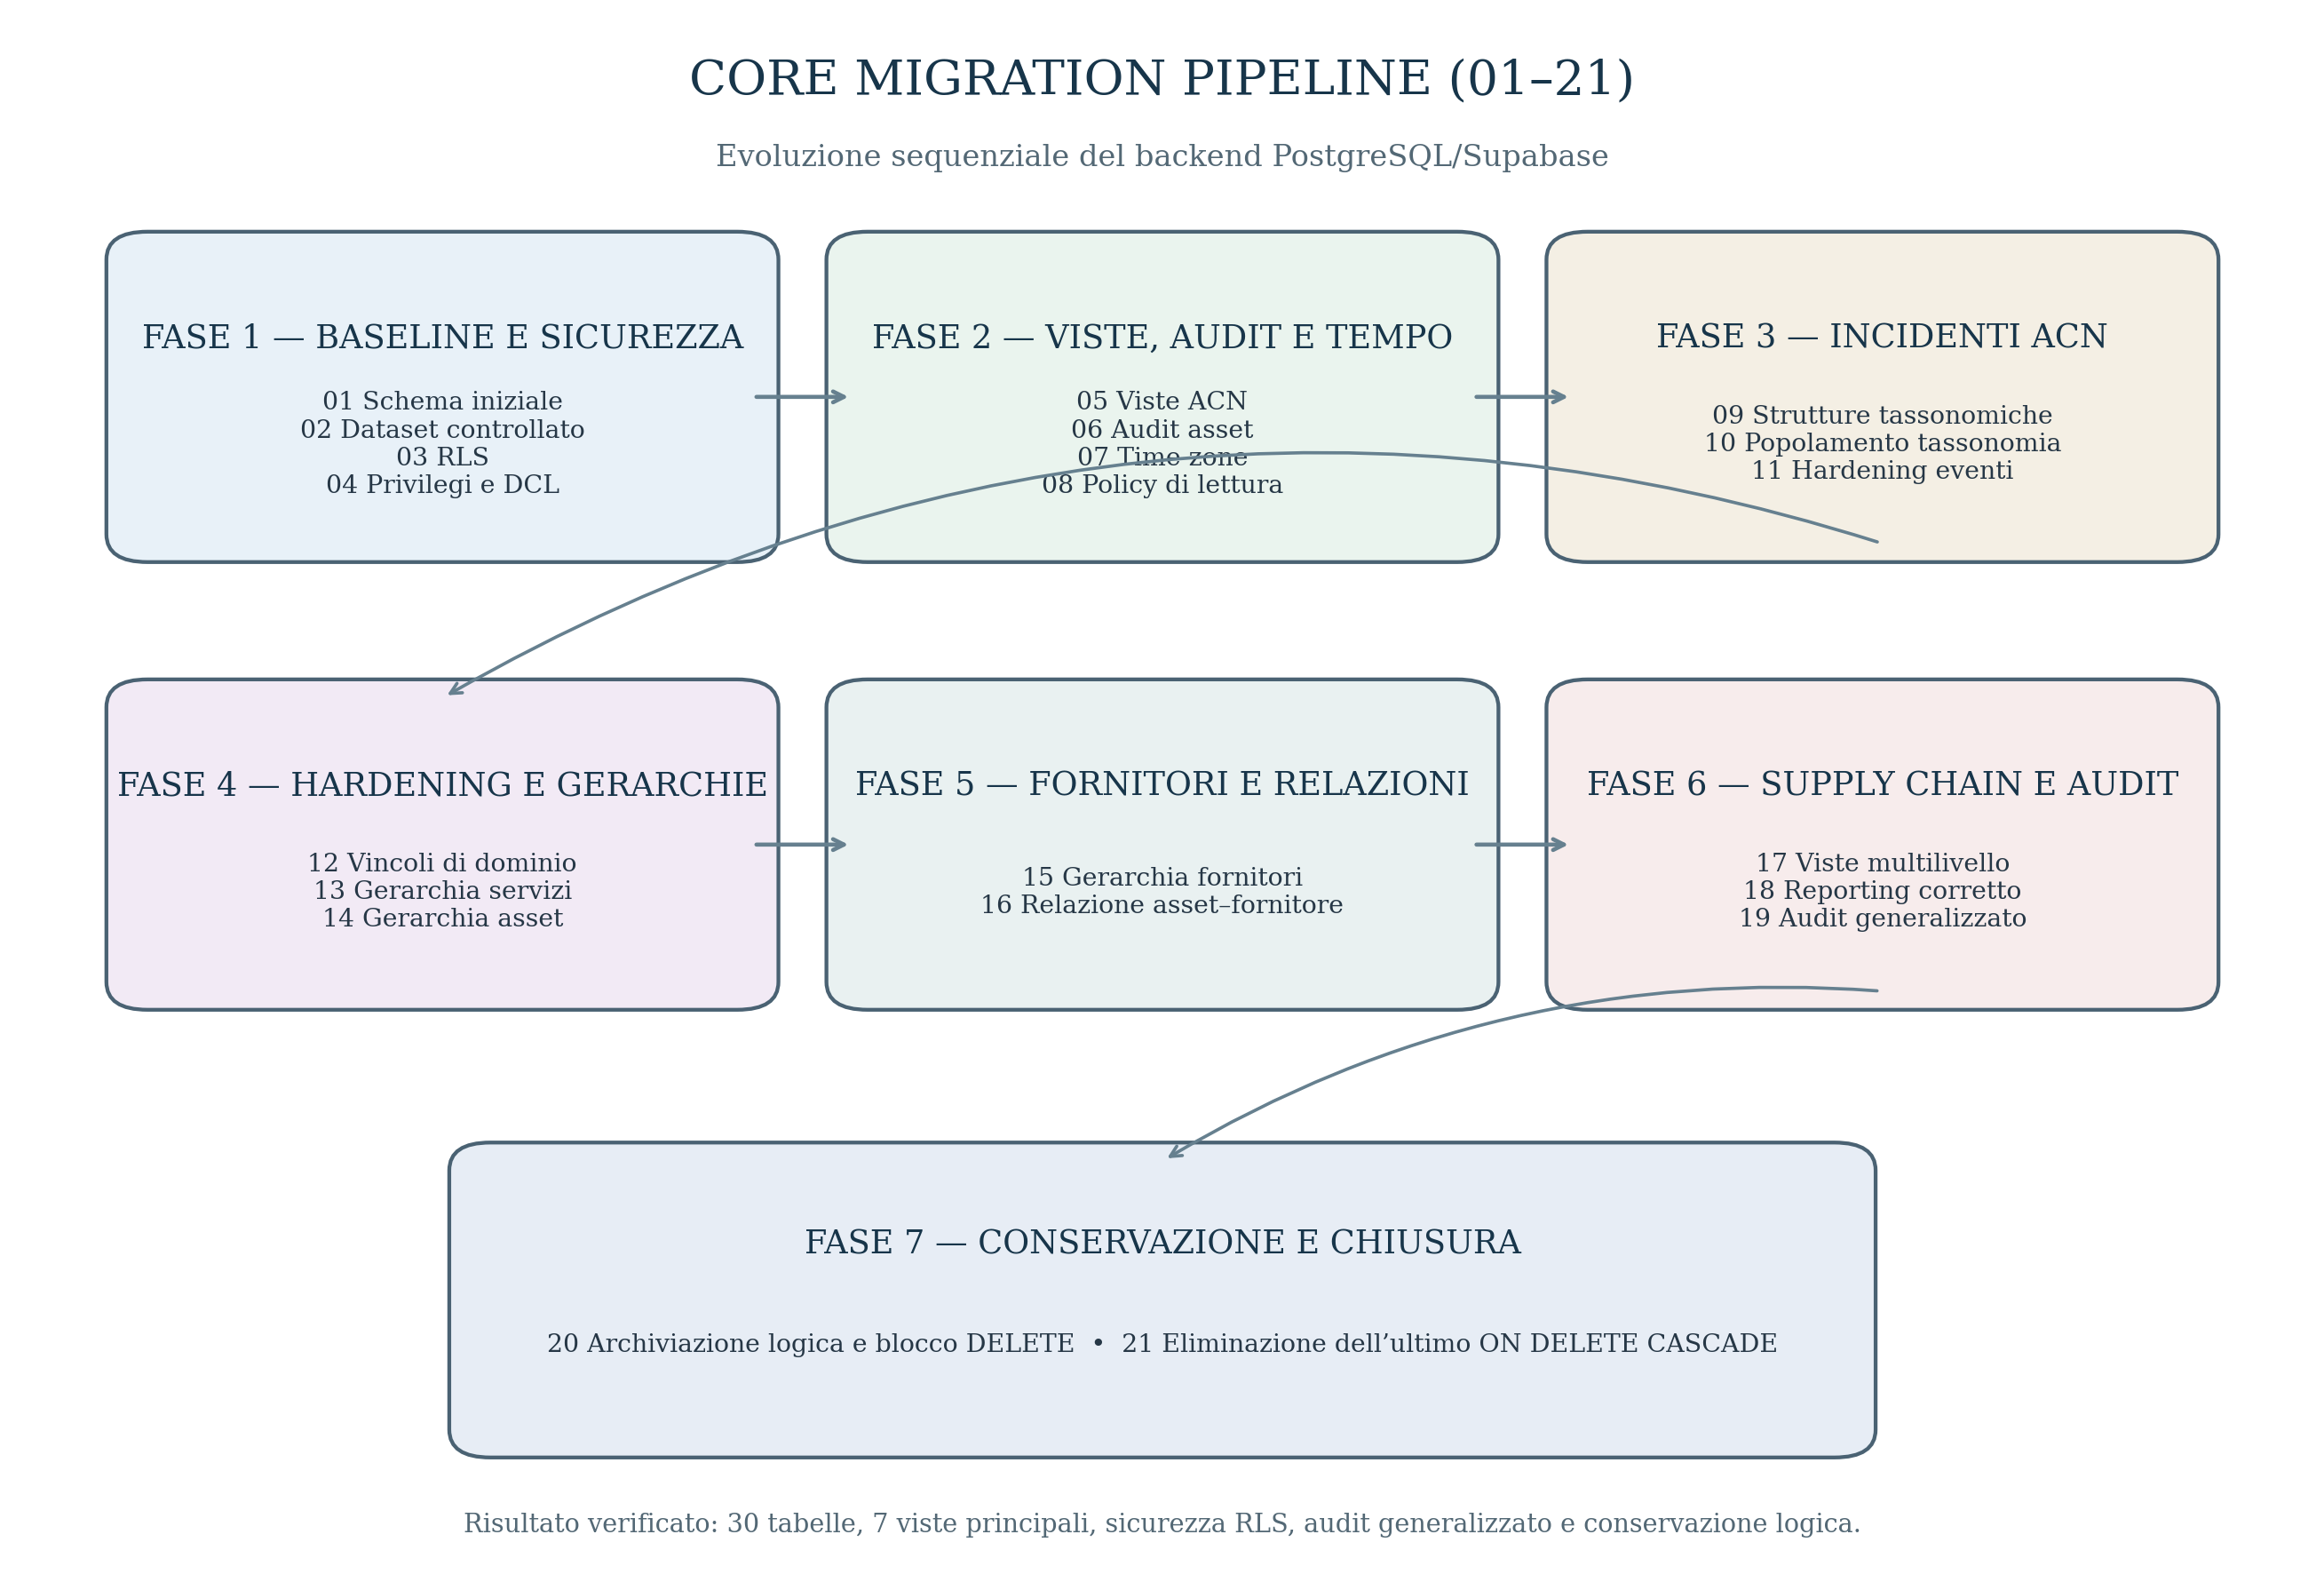 CORE MIGRATION PIPELINE (01–21)
Evoluzione sequenziale del backend PostgreSQL/Supabase
FASE 1 — BASELINE E SICUREZZA
01 Schema iniziale
02 Dataset controllato
03 RLS
04 Privilegi e DCL
FASE 2 — VISTE, AUDIT E TEMPO
05 Viste ACN
06 Audit asset
07 Time zone
08 Policy di lettura
FASE 3 — INCIDENTI ACN
09 Strutture tassonomiche
10 Popolamento tassonomia
11 Hardening eventi
FASE 4 — HARDENING E GERARCHIE
12 Vincoli di dominio
13 Gerarchia servizi
14 Gerarchia asset
FASE 5 — FORNITORI E RELAZIONI
15 Gerarchia fornitori
16 Relazione asset–fornitore
FASE 6 — SUPPLY CHAIN E AUDIT
17 Viste multilivello
18 Reporting corretto
19 Audit generalizzato
FASE 7 — CONSERVAZIONE E CHIUSURA
20 Archiviazione logica e blocco DELETE • 21 Eliminazione dell’ultimo ON DELETE CASCADE
Risultato verificato: 30 tabelle, 7 viste principali, sicurezza RLS, audit generalizzato e conservazione logica.